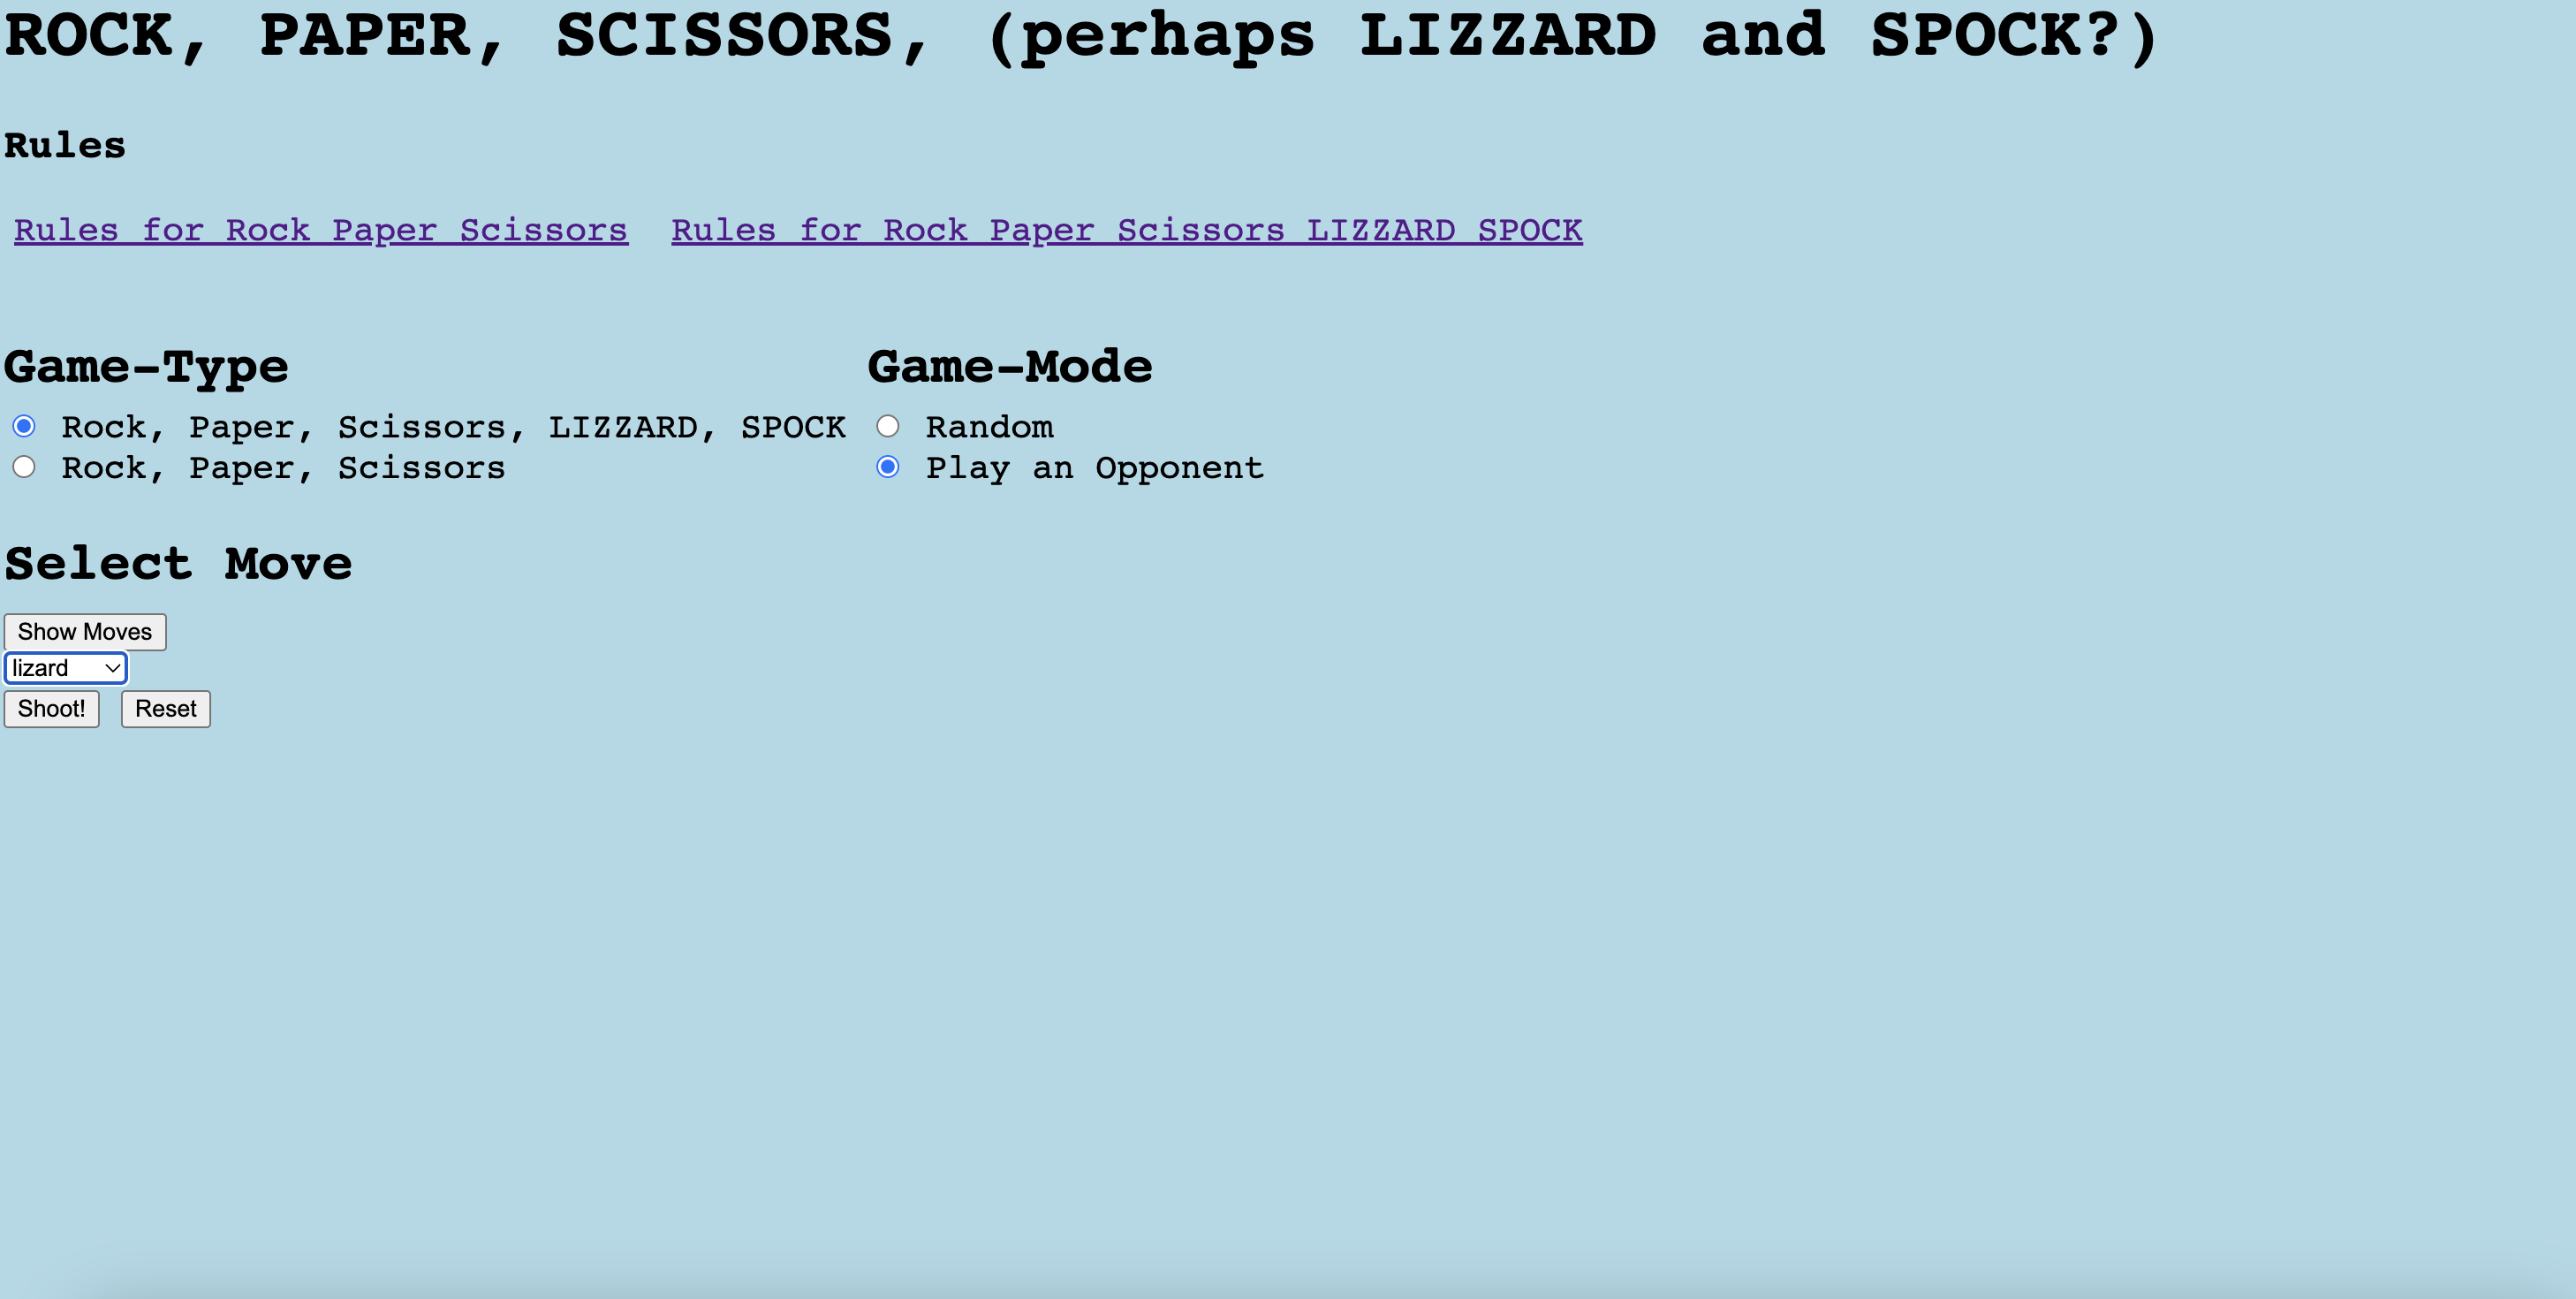 ROCK, PAPER, SCISSORS, (perhaps LIZZARD and SPOCK?)
Rules
Rules for Rock Paper Scissors Rules for Rock Paper Scissors LIZZARD SPOCK
Game-Type
Rock, Paper, Scissors, LIZZARD, SPOCK
Rock, Paper, Scissors
Game-Mode
Random
Play an Opponent
Select Move
Show Moves
lizard
Shoot! Reset